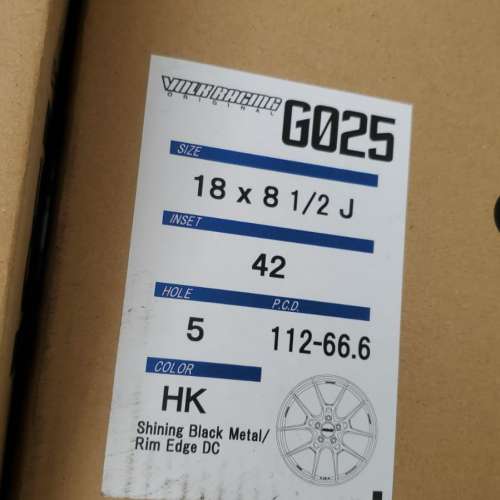 VOLK RACING
ORIGINAL
G025
SIZE
18 x 8 1/2 J
INSET
42
HOLE P.C.D.
5 112-66.6
COLOR
HK
Shining Black Metal/
Rim Edge DC